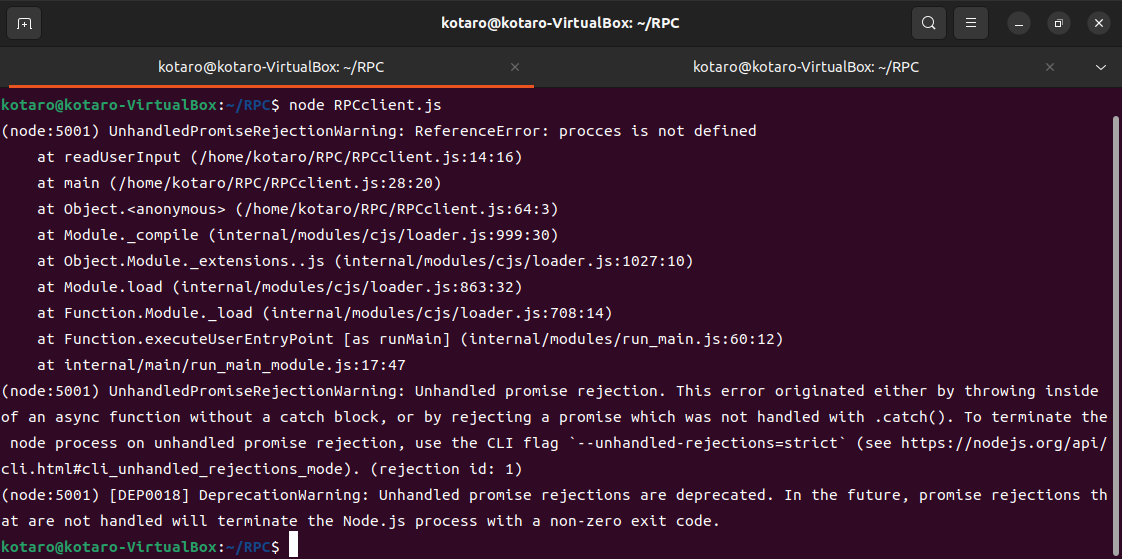 kotaro@kotaro-VirtualBox: ~/RPC
kotaro@kotaro-VirtualBox: ~/RPC
kotaro@kotaro-VirtualBox: ~/RPC
kotaro@kotaro-VirtualBox:~/RPC$ node RPCclient.js
(node:5001) UnhandledPromiseRejectionWarning: ReferenceError: procces is not defined
    at readUserInput (/home/kotaro/RPC/RPCclient.js:14:16)
    at main (/home/kotaro/RPC/RPCclient.js:28:20)
    at Object.<anonymous> (/home/kotaro/RPC/RPCclient.js:64:3)
    at Module._compile (internal/modules/cjs/loader.js:999:30)
    at Object.Module._extensions..js (internal/modules/cjs/loader.js:1027:10)
    at Module.load (internal/modules/cjs/loader.js:863:32)
    at Function.Module._load (internal/modules/cjs/loader.js:708:14)
    at Function.executeUserEntryPoint [as runMain] (internal/modules/run_main.js:60:12)
    at internal/main/run_main_module.js:17:47
(node:5001) UnhandledPromiseRejectionWarning: Unhandled promise rejection. This error originated either by throwing inside
of an async function without a catch block, or by rejecting a promise which was not handled with .catch(). To terminate the
 node process on unhandled promise rejection, use the CLI flag `--unhandled-rejections=strict` (see https://nodejs.org/api/
cli.html#cli_unhandled_rejections_mode). (rejection id: 1)
(node:5001) [DEP0018] DeprecationWarning: Unhandled promise rejections are deprecated. In the future, promise rejections th
at are not handled will terminate the Node.js process with a non-zero exit code.
kotaro@kotaro-VirtualBox:~/RPC$